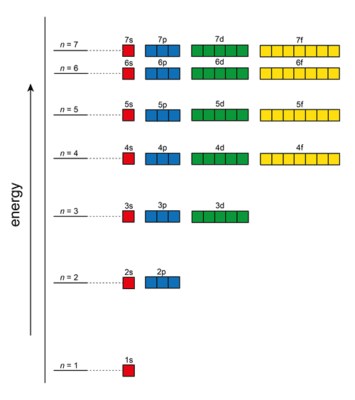 7s 7p 7d 7f
n = 7
6s 6p 6d 6f
n = 6
5s 5p 5d 5f
n = 5
4s 4p 4d 4f
n = 4
3s 3p 3d
n = 3
2s 2p
n = 2
1s
n = 1
energy